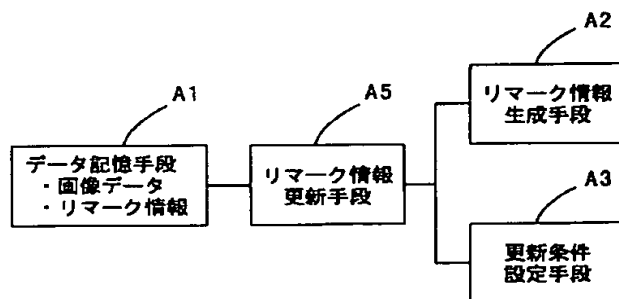 A1
データ記憶手段
・画像データ
・リマーク情報
A5
リマーク情報
更新手段
A2
リマーク情報
生成手段
A3
更新条件
設定手段